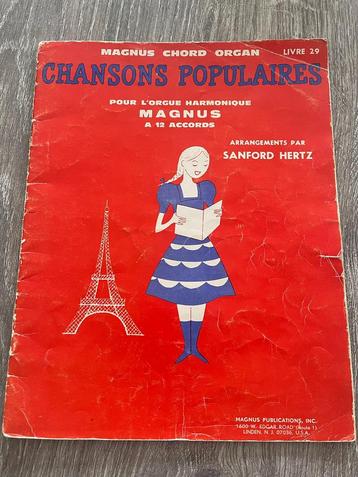 MAGNUS CHORD ORGAN LIVRE 29
CHANSONS POPULAIRES
POUR L'ORGUE HARMONIQUE
MAGNUS
A 12 ACCORDS
ARRANGEMENTS PAR
SANFORD HERTZ
MAGNUS PUBLICATIONS, INC.
1600 W. EDGAR ROAD (Route 1)
LINDEN, N. J. 07036, U.S.A.